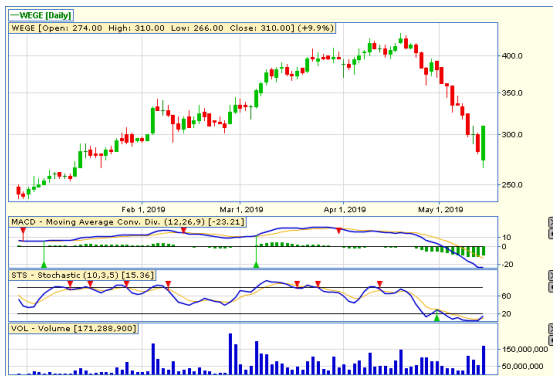 WEGE [Daily]
WEGE [Open: 274.00 High: 310.00 Low: 266.00 Close: 310.00] (+9.9%)
400.0
350.0
300.0
250.0
Feb 1, 2019 Mar 1, 2019 Apr 1, 2019 May 1, 2019
MACD - Moving Average Conv. Div. (12,26,9) [-23.21]
10
0
-20
STS - Stochastic (10,3,5) [15.36]
60
20
VOL - Volume [171,288,900]
150,000,000
50,000,000